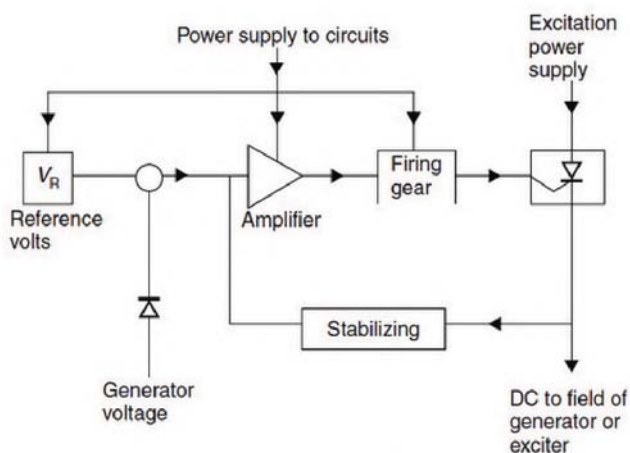 Power supply to circuits
Excitation
power
supply
VR
Reference
volts
Amplifier
Firing
gear
Stabilizing
Generator
voltage
DC to field of
generator or
exciter